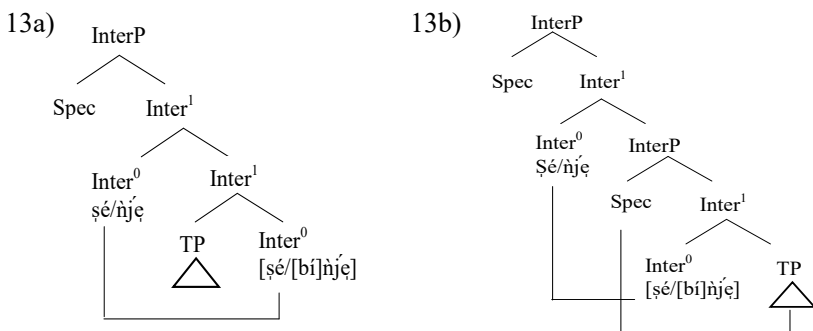 13a)
InterP
Spec Inter¹
Inter⁰ Inter¹
ṣé/ǹjẹ́
TP Inter⁰
[ṣé/[bí]ǹjẹ́]
13b)
InterP
Spec Inter¹
Inter⁰ InterP
Ṣé/ǹjẹ́
Spec Inter¹
Inter⁰ TP
[ṣé/[bí]ǹjẹ́]